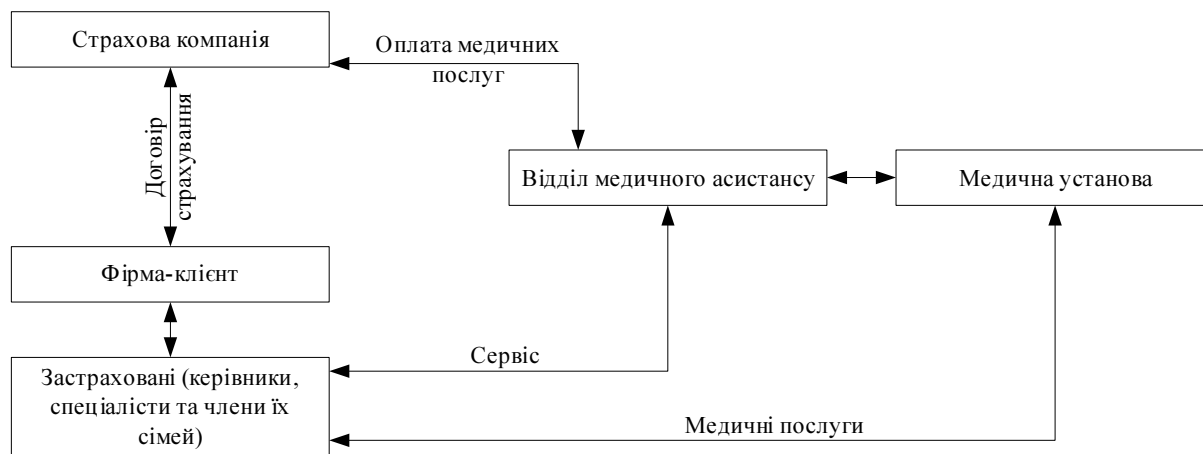 Страхова компанія
Оплата медичних
послуг
Договір
страхування
Відділ медичного асистансу
Медична установа
Фірма-клієнт
Сервіс
Застраховані (керівники,
спеціалісти та члени їх
сімей)
Медичні послуги